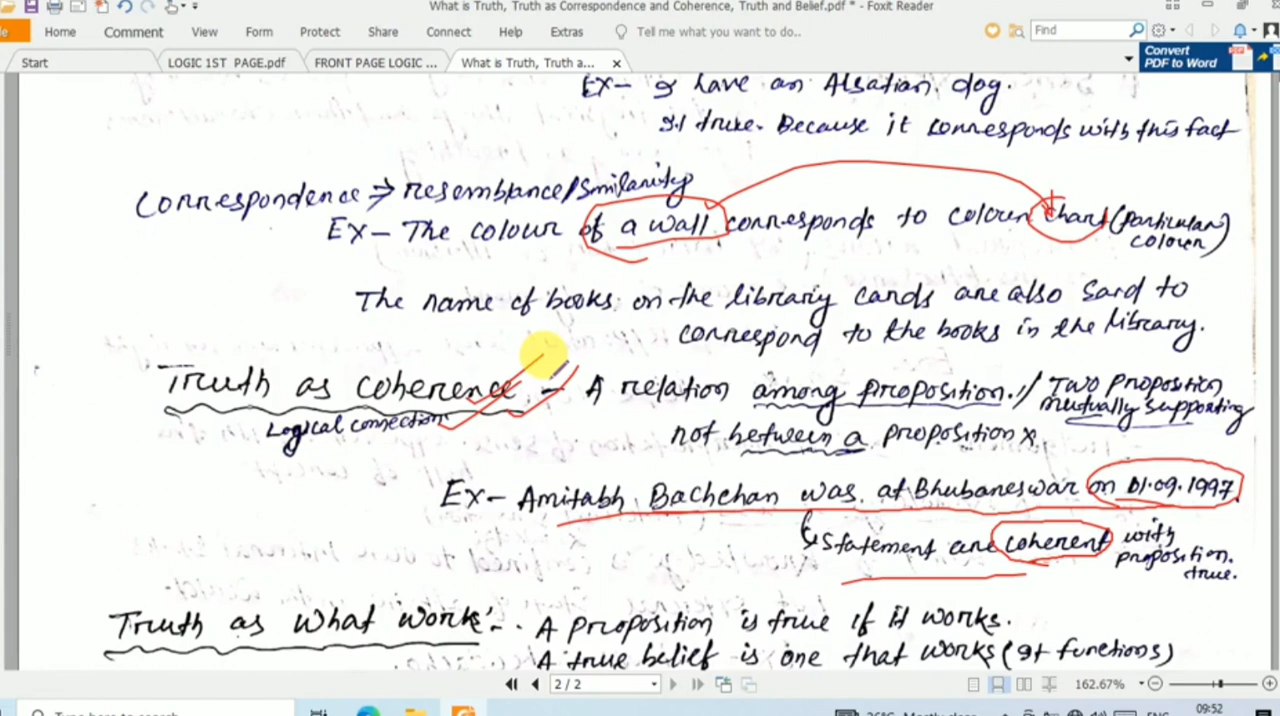 What is Truth, Truth as Correspondence and Coherence, Truth and Belief.pdf * - Foxit Reader
Home Comment View Form Protect Share Connect Help Extras Tell me what you want to do.. Find
Start LOGIC 1ST PAGE.pdf FRONT PAGE LOGIC ... What is Truth, Truth a...
Convert
PDF to Word
Ex- I have an Alsatian dog.
It true. Because it corresponds with this fact
Correspondence ⇒ resemblance/Similarity
Ex- The colour of a wall corresponds to colour chart (particular
colour)
The name of books on the library cards are also said to
correspond to the books in the library.
Truth as Coherence - A relation among proposition. // Two proposition
mutually supporting
Logical connection
not between a proposition x
Ex- Amitabh Bachchan was at Bhubaneswar on 01.09.1997.
Statement are coherent with
proposition.
true.
Truth as What Work:- A proposition is true if it works.
A true belief is one that works (It functions)
2 / 2 162.67%
09:52
ENG